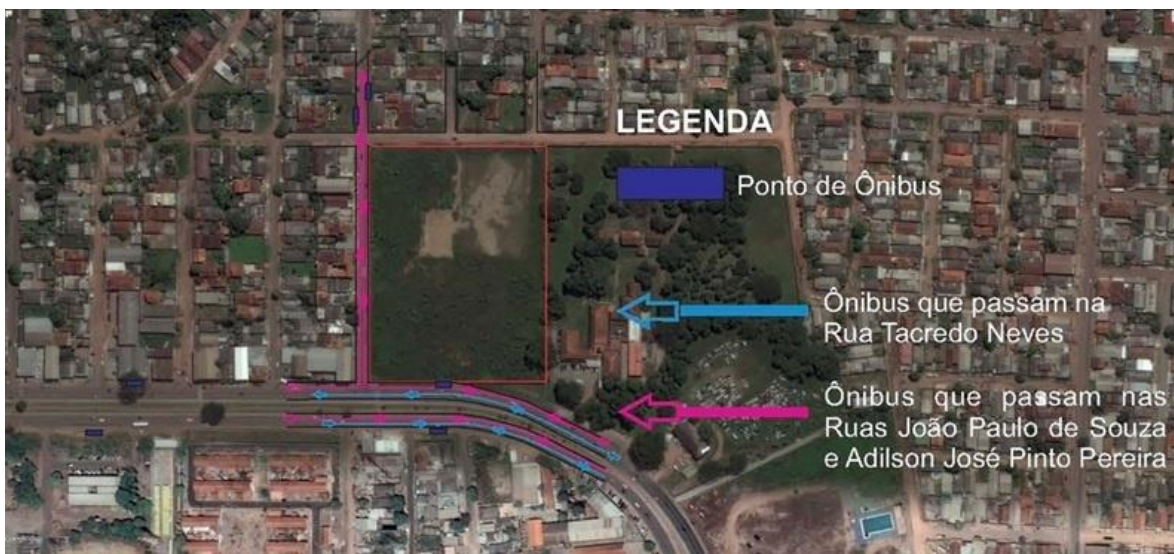 LEGENDA
Ponto de Ônibus
Ônibus que passam na
Rua Tacredo Neves
Ônibus que passam nas
Ruas João Paulo de Souza
e Adilson José Pinto Pereira